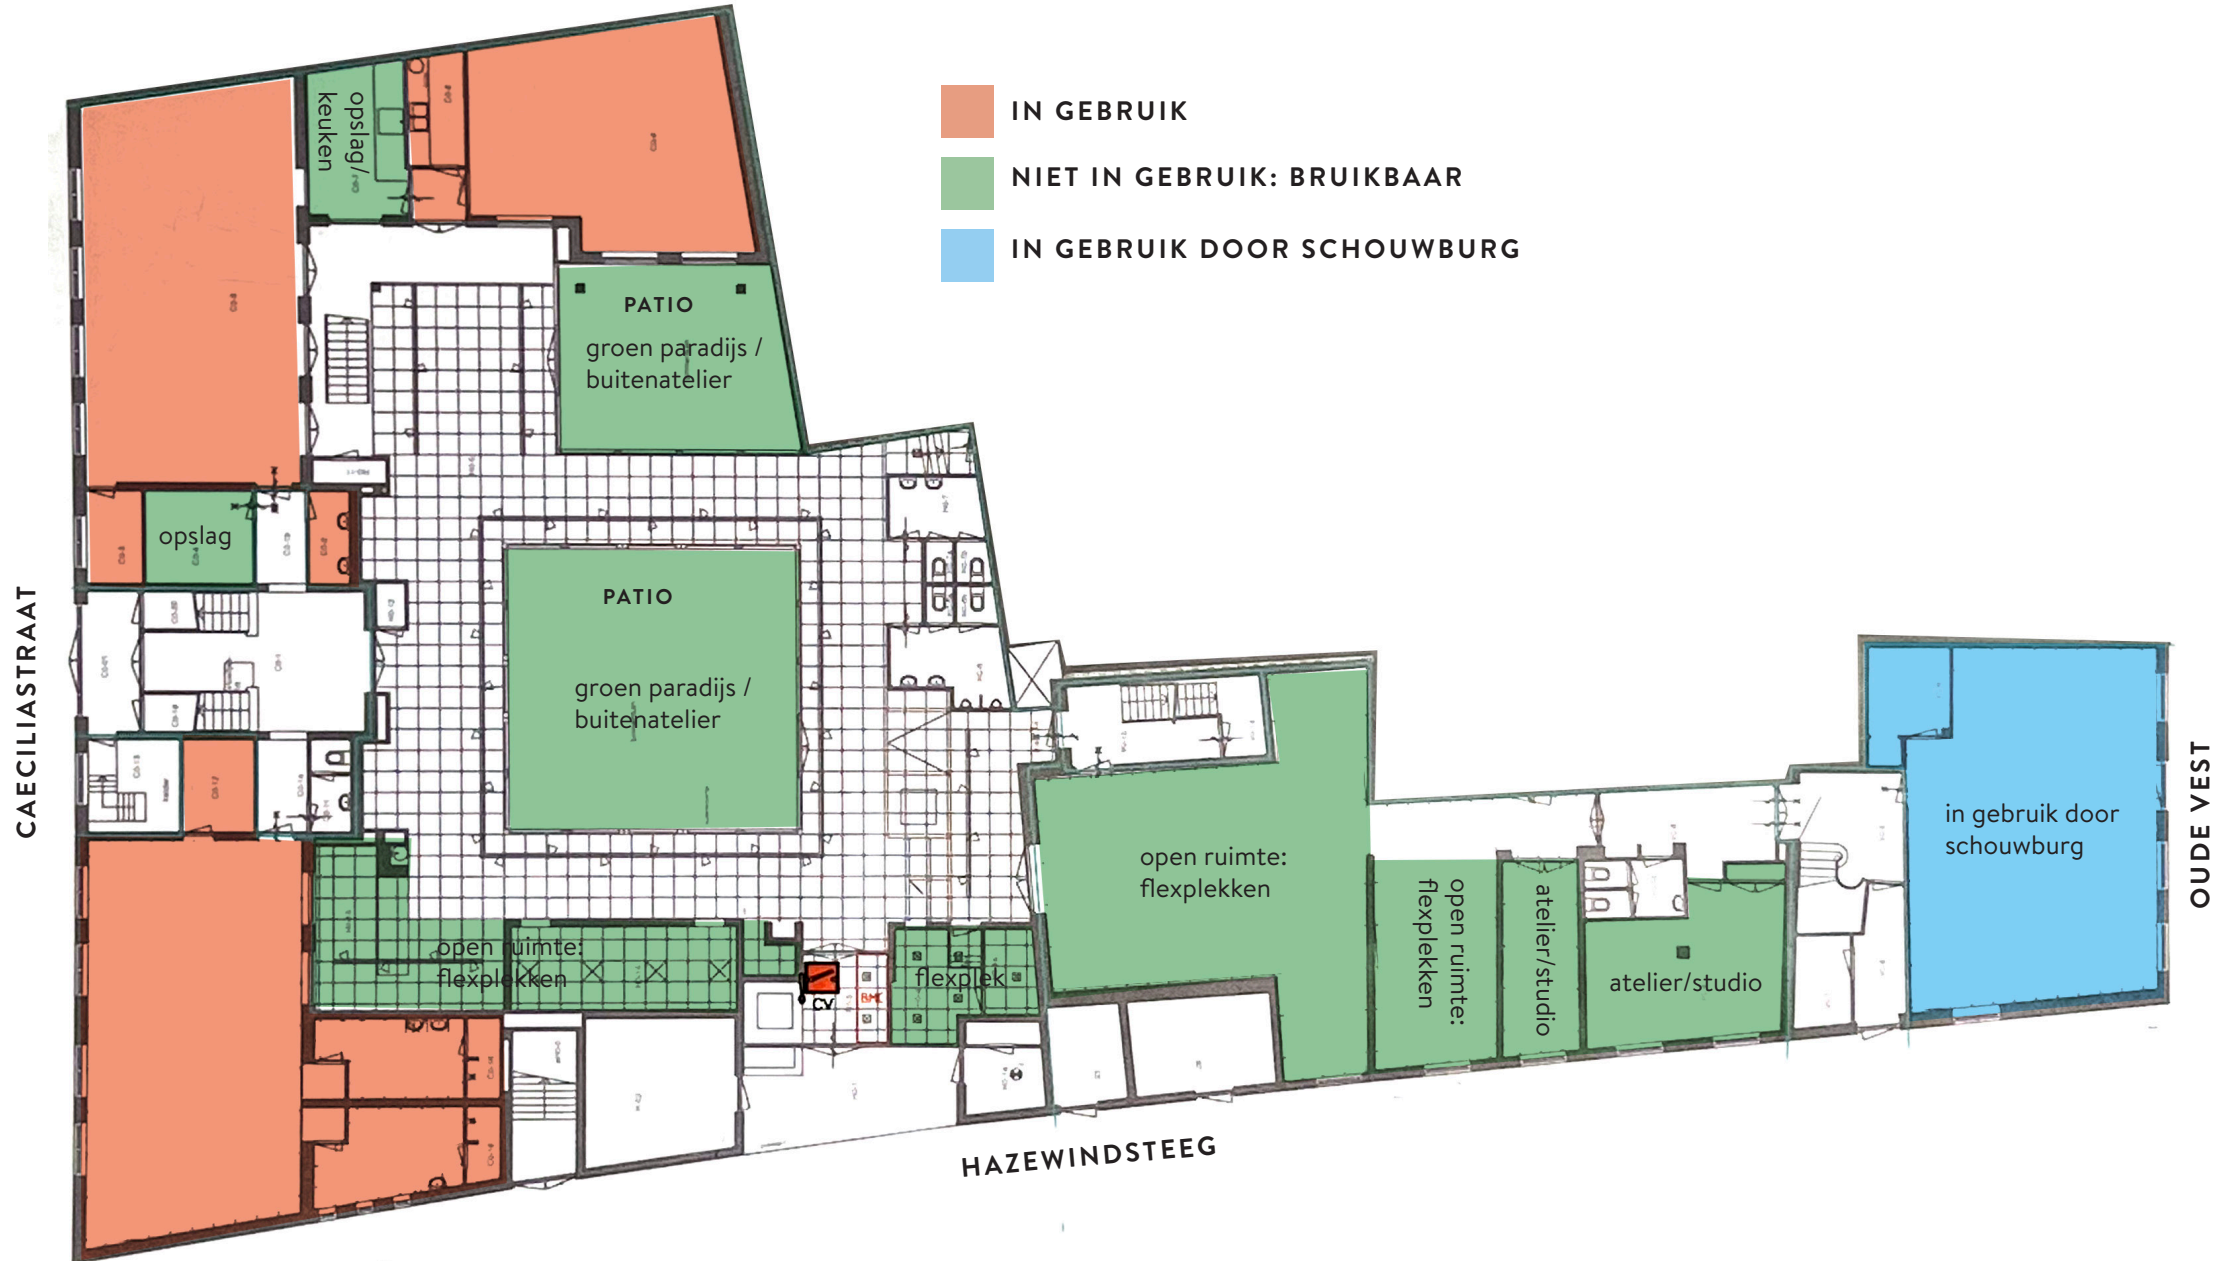 IN GEBRUIK
NIET IN GEBRUIK: BRUIKBAAR
IN GEBRUIK DOOR SCHOUWBURG
opslag/
keuken
PATIO
groen paradijs /
buitenatelier
opslag
PATIO
groen paradijs /
buitenatelier
CAECILIASTRAAT
open ruimte:
flexplekken
CV
flexplek
open ruimte:
flexplekken
open ruimte:
flexplekken
atelier/studio
atelier/studio
in gebruik door
schouwburg
OUDE VEST
HAZEWINDSTEEG